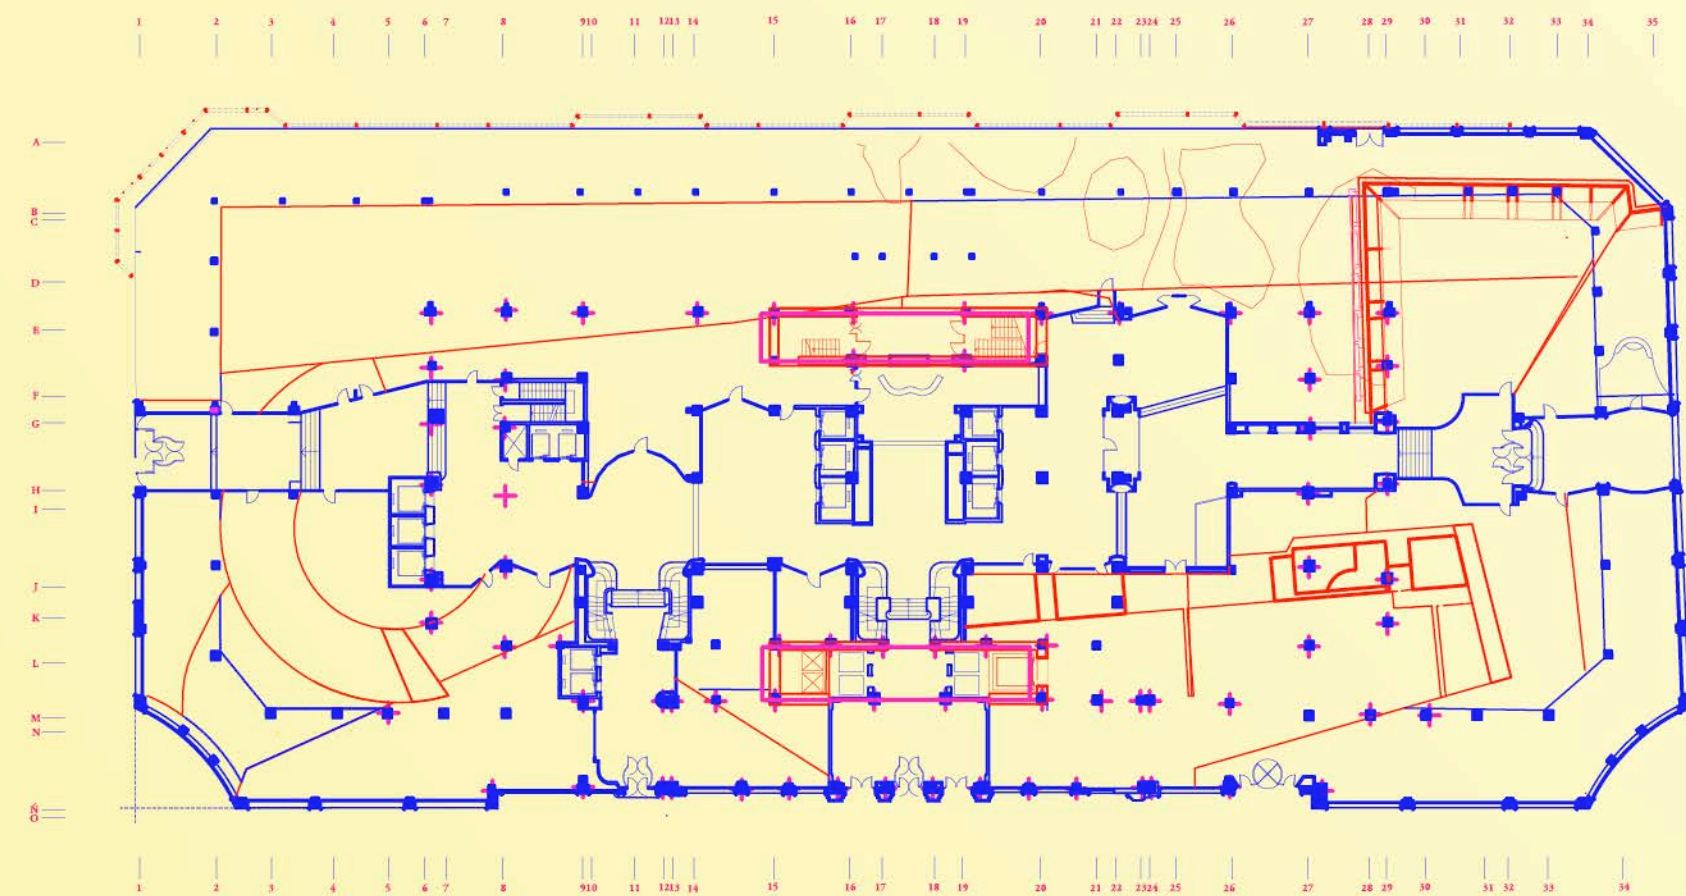 1 2 3 4 5 6 7 8 9 10 11 12 13 14 15 16 17 18 19 20 21 22 23 24 25 26 27 28 29 30 31 32 33 34 35
A
B
C
D
E
F
G
H
I
J
K
L
M
N
Ñ
O
1 2 3 4 5 6 7 8 9 10 11 12 13 14 15 16 17 18 19 20 21 22 23 24 25 26 27 28 29 30 31 32 33 34